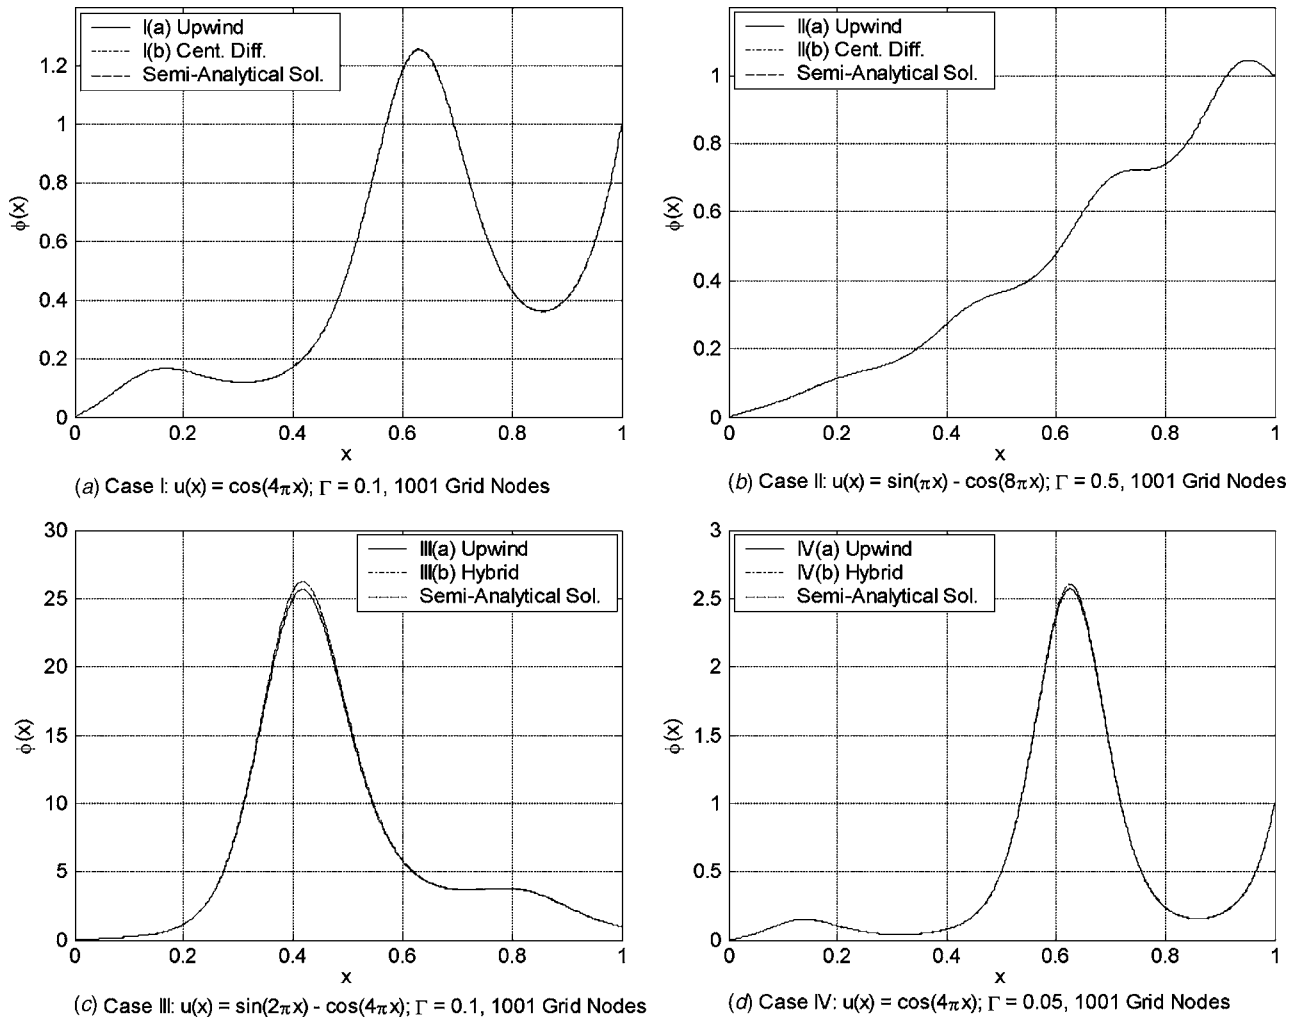 I(a) Upwind
I(b) Cent. Diff.
Semi-Analytical Sol.
1.2
1
0.8
0.6
0.4
0.2
0
ϕ(x)
0 0.2 0.4 0.6 0.8 1
x
(a) Case I: u(x) = cos(4πx); Γ = 0.1, 1001 Grid Nodes
II(a) Upwind
II(b) Cent. Diff.
Semi-Analytical Sol.
1
0.8
0.6
0.4
0.2
0
ϕ(x)
0 0.2 0.4 0.6 0.8 1
x
(b) Case II: u(x) = sin(πx) - cos(8πx); Γ = 0.5, 1001 Grid Nodes
III(a) Upwind
III(b) Hybrid
Semi-Analytical Sol.
30
25
20
15
10
5
0
ϕ(x)
0 0.2 0.4 0.6 0.8 1
x
(c) Case III: u(x) = sin(2πx) - cos(4πx); Γ = 0.1, 1001 Grid Nodes
IV(a) Upwind
IV(b) Hybrid
Semi-Analytical Sol.
3
2.5
2
1.5
1
0.5
0
ϕ(x)
0 0.2 0.4 0.6 0.8 1
x
(d) Case IV: u(x) = cos(4πx); Γ = 0.05, 1001 Grid Nodes